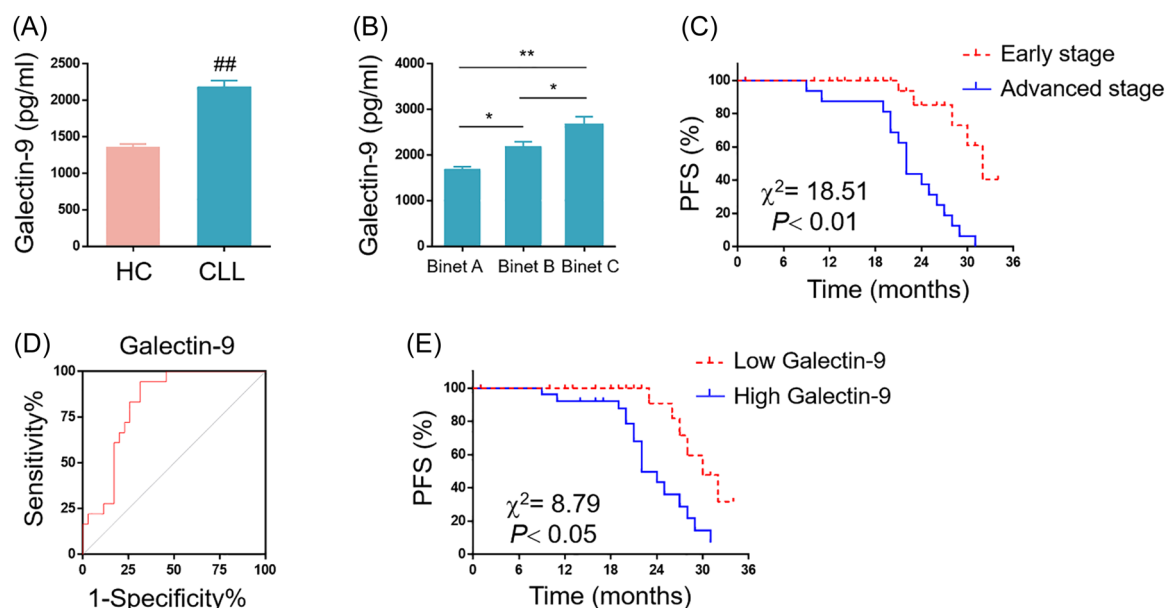 (A)
Galectin-9 (pg/ml)
2500
2000
1500
1000
500
0
##
HC CLL
(B)
Galectin-9 (pg/ml)
4000
3000
2000
1000
0
**
*
*
Binet A Binet B Binet C
(C)
Early stage
Advanced stage
PFS (%)
100
80
60
40
20
0
χ²= 18.51
P< 0.01
0 6 12 18 24 30 36
Time (months)
(D)
Galectin-9
Sensitivity%
100
75
50
25
0
0 25 50 75 100
1-Specificity%
(E)
Low Galectin-9
High Galectin-9
PFS (%)
100
80
60
40
20
0
χ²= 8.79
P< 0.05
0 6 12 18 24 30 36
Time (months)